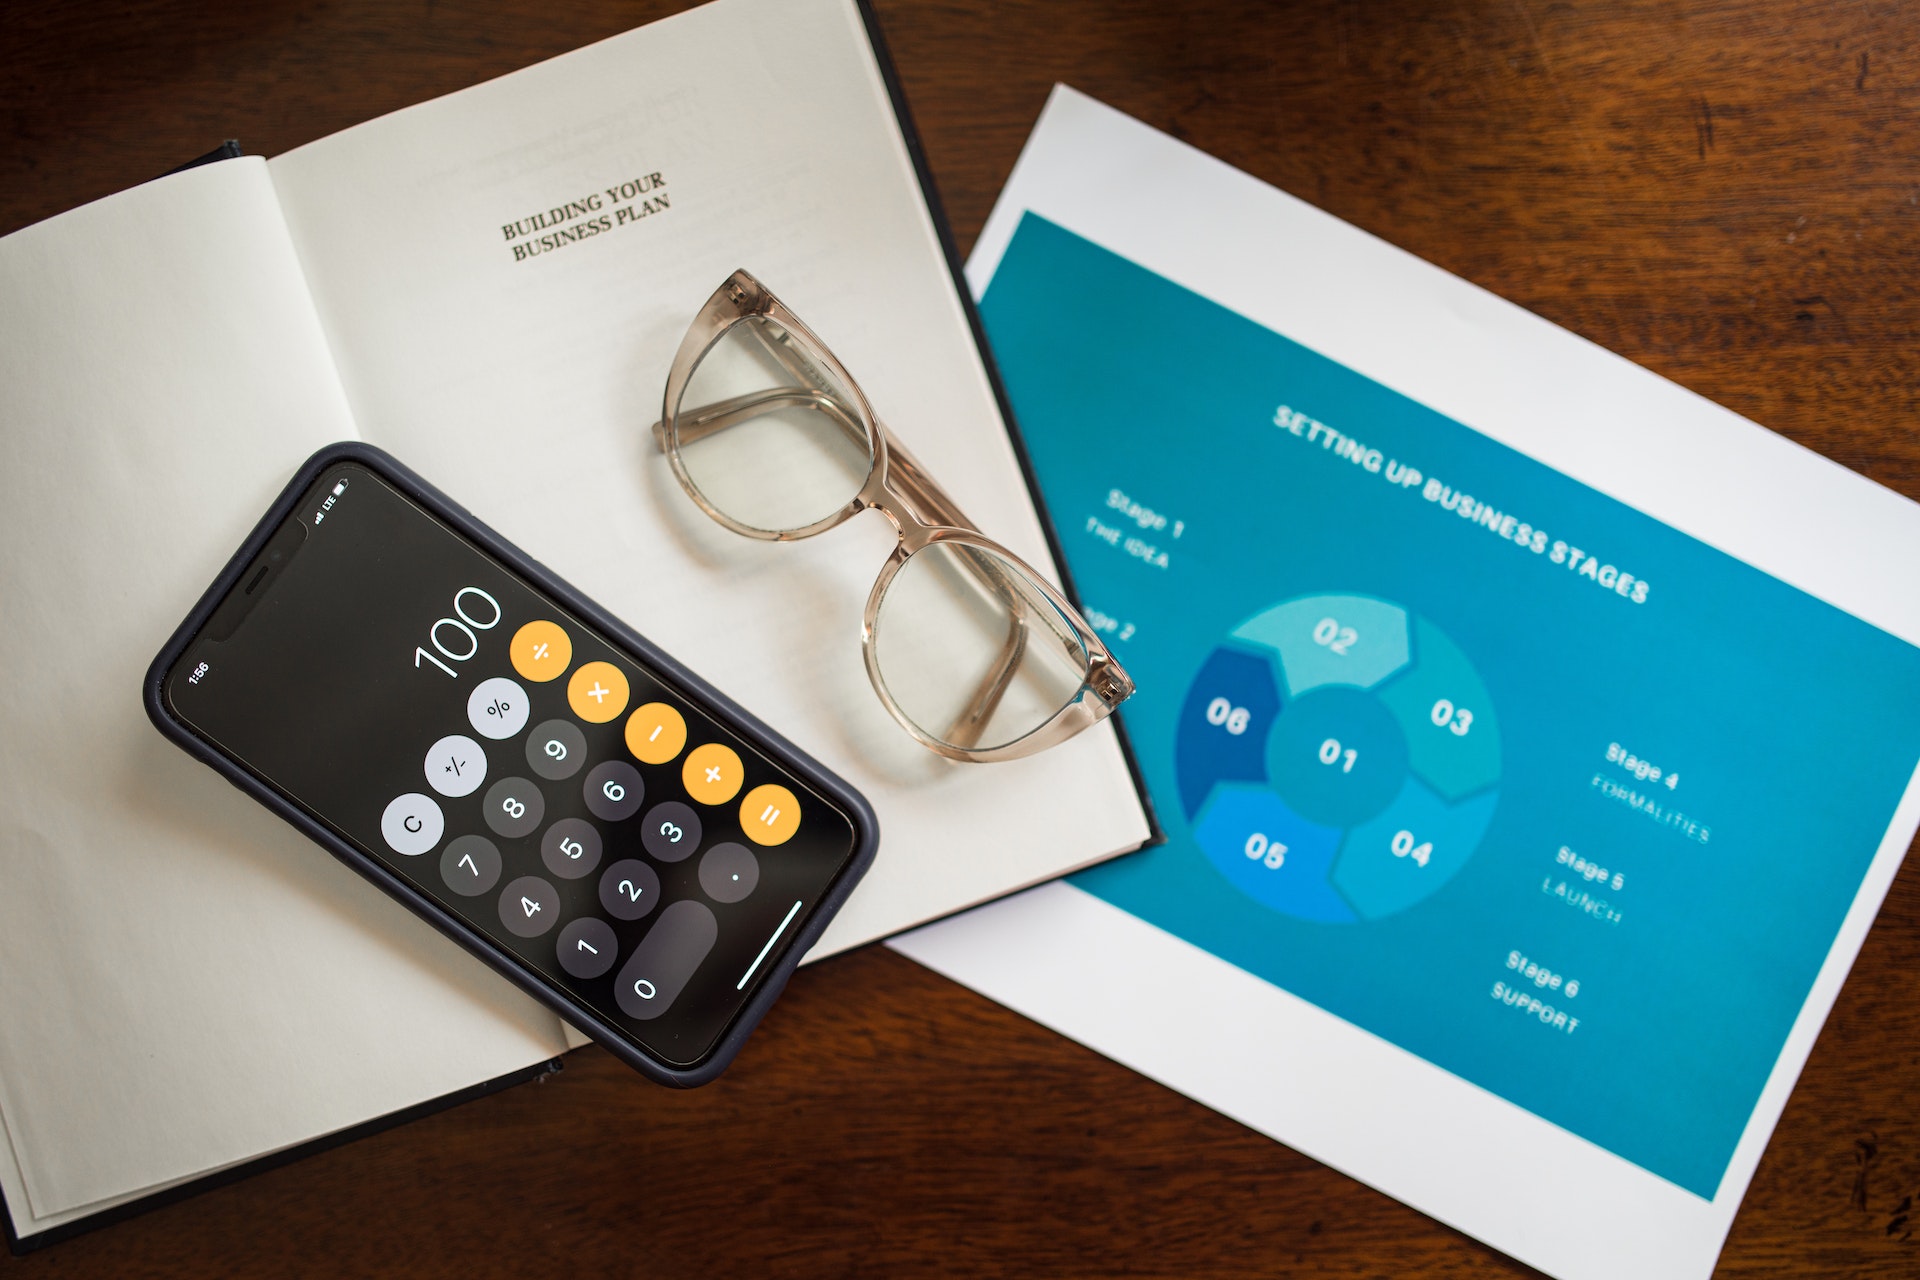 BUILDING YOUR
BUSINESS PLAN
1:56
LTE
100
C
+/-
%
÷
7
8
9
×
4
5
6
−
1
2
3
+
0
.
=
SETTING UP BUSINESS STAGES
Stage 1
THE IDEA
2
02
03
06
01
05
04
Stage 4
FORMALITIES
Stage 5
LAUNCH
Stage 6
SUPPORT